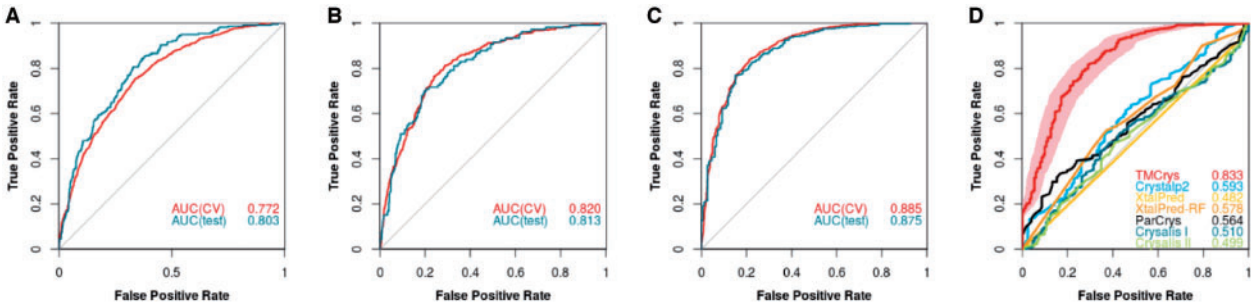 A
True Positive Rate
1
0.8
0.6
0.4
0.2
0
AUC(CV) 0.772
AUC(test) 0.803
0 0.5 1
False Positive Rate
B
True Positive Rate
1
0.8
0.6
0.4
0.2
0
AUC(CV) 0.820
AUC(test) 0.813
0 0.2 0.4 0.6 0.8 1
False Positive Rate
C
True Positive Rate
1
0.8
0.6
0.4
0.2
0
AUC(CV) 0.885
AUC(test) 0.875
0 0.2 0.4 0.6 0.8 1
False Positive Rate
D
True Positive Rate
1
0.8
0.6
0.4
0.2
0
TMCrys 0.833
Crystalp2 0.593
XtalPred 0.482
XtalPred-RF 0.578
ParCrys 0.564
Crysalis I 0.510
Crysalis II 0.499
0 0.2 0.4 0.6 0.8 1
False Positive Rate